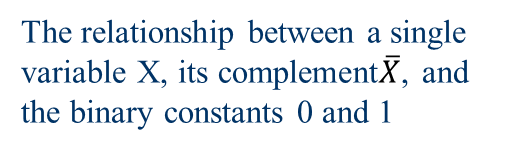 The relationship between a single
variable X, its complementX̅, and
the binary constants 0 and 1